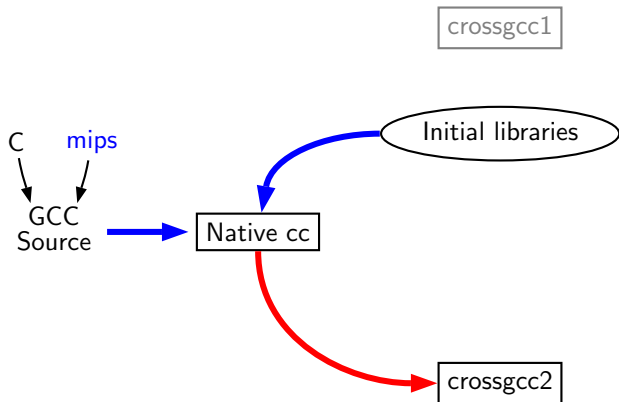 crossgcc1
Initial libraries
C
mips
GCC
Source
Native cc
crossgcc2